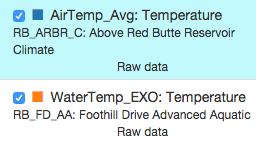 AirTemp_Avg: Temperature
RB_ARBR_C: Above Red Butte Reservoir
Climate
Raw data
WaterTemp_EXO: Temperature
RB_FD_AA: Foothill Drive Advanced Aquatic
Raw data